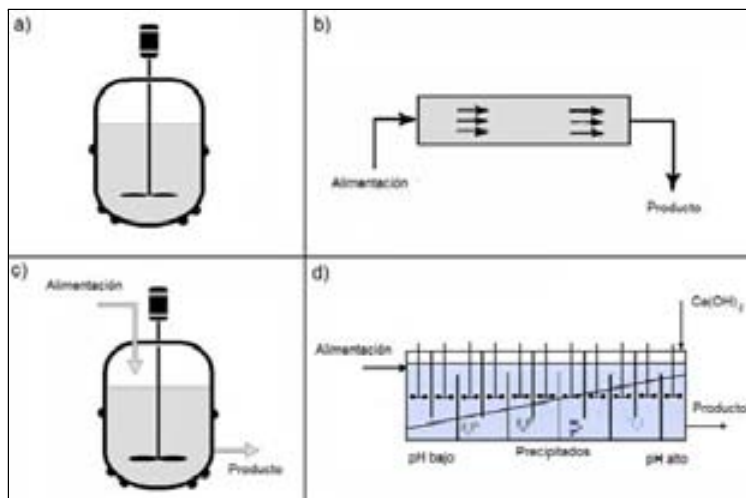 a)
b)
Alimentación
Producto
c)
Alimentación
Producto
d)
Ca(OH)2
Alimentación
Producto
pH bajo
Precipitados
pH alto